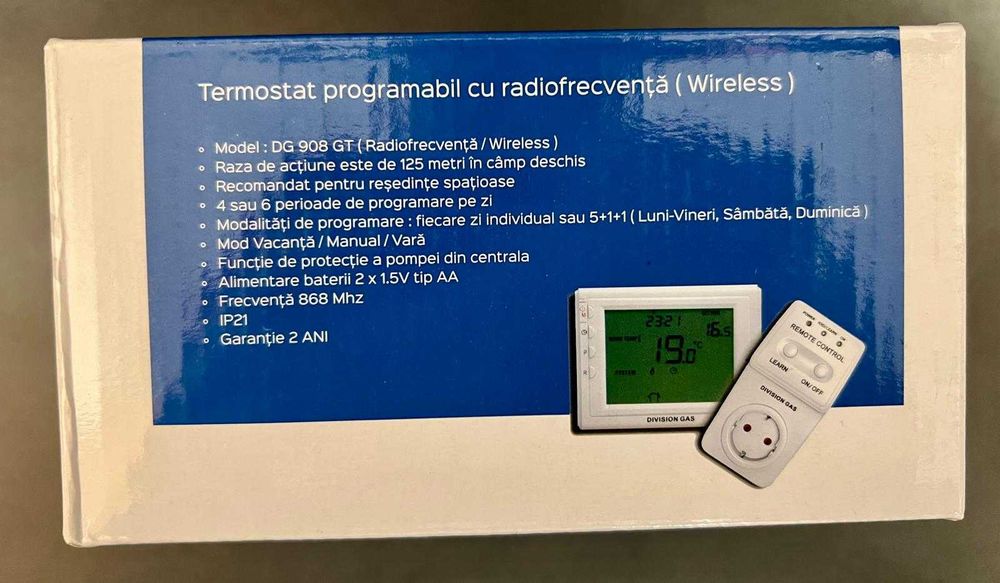 Termostat programabil cu radiofrecvență ( Wireless )
Model : DG 908 GT ( Radiofrecvență / Wireless )
Raza de acțiune este de 125 metri în câmp deschis
Recomandat pentru reședințe spațioase
4 sau 6 perioade de programare pe zi
Modalități de programare : fiecare zi individual sau 5+1+1 ( Luni-Vineri, Sâmbătă, Duminică )
Mod Vacanță / Manual / Vară
Funcție de protecție a pompei din centrala
Alimentare baterii 2 x 1.5V tip AA
Frecvență 868 Mhz
IP21
Garanție 2 ANI
23:21
16.5
19.0 °C
SYSTEM
P
R
DIVISION GAS
POWER
OK
REMOTE CONTROL
LEARN
ON/OFF
DIVISION GAS